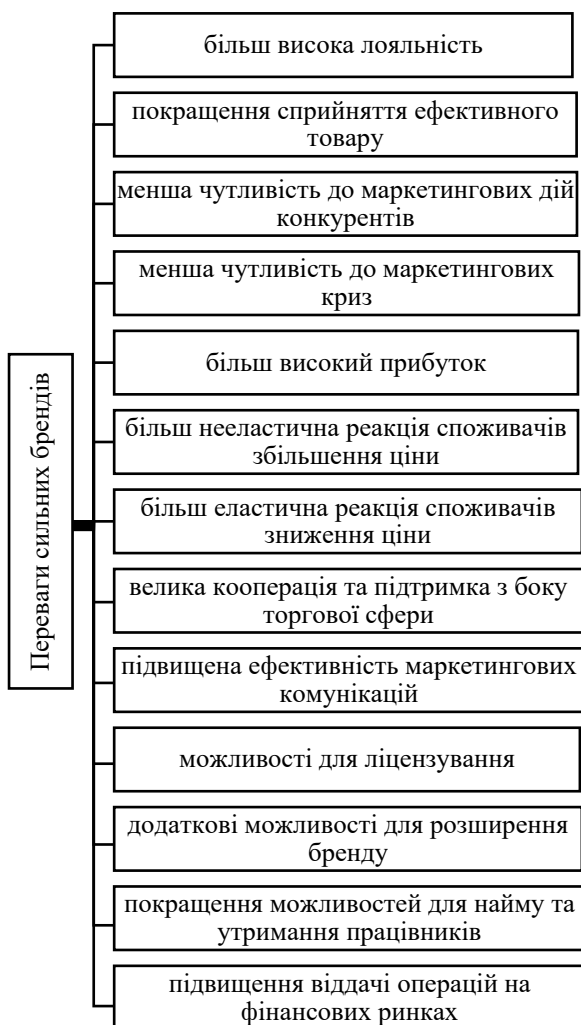 Переваги сильних брендів
більш висока лояльність
покращення сприйняття ефективного
товару
менша чутливість до маркетингових дій
конкурентів
менша чутливість до маркетингових
криз
більш високий прибуток
більш нееластична реакція споживачів
збільшення ціни
більш еластична реакція споживачів
зниження ціни
велика кооперація та підтримка з боку
торгової сфери
підвищена ефективність маркетингових
комунікацій
можливості для ліцензування
додаткові можливості для розширення
бренду
покращення можливостей для найму та
утримання працівників
підвищення віддачі операцій на
фінансових ринках